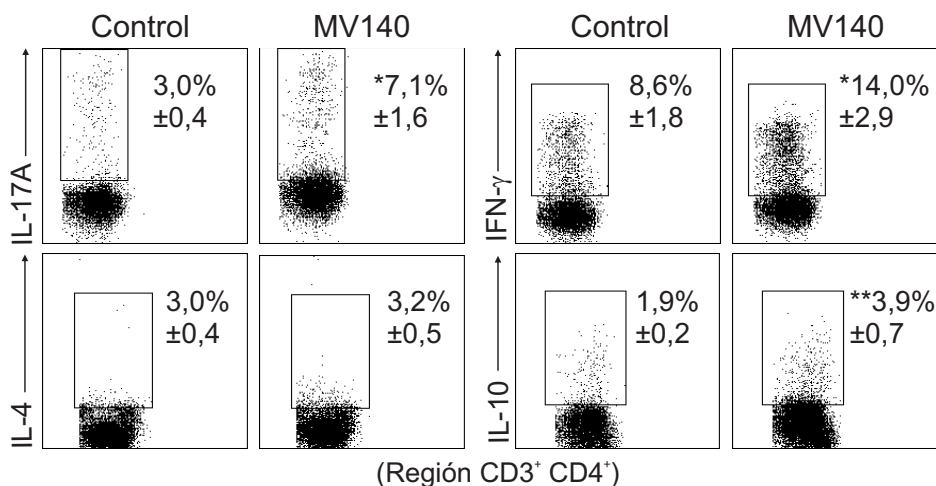 Control
MV140
Control
MV140
IL-17A
3,0%
±0,4
*7,1%
±1,6
IFN-γ
8,6%
±1,8
*14,0%
±2,9
IL-4
3,0%
±0,4
3,2%
±0,5
IL-10
1,9%
±0,2
**3,9%
±0,7
(Región CD3⁺ CD4⁺)